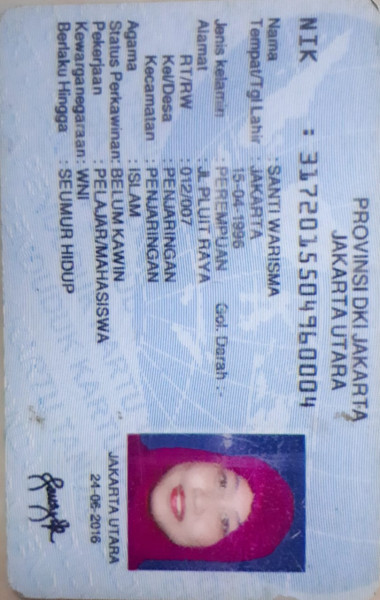 PROVINSI DKI JAKARTA
JAKARTA UTARA
NIK : 3172015504960004
Nama : SANTI WARISMA
Tempat/Tgl Lahir : JAKARTA
15-04-1996
Jenis kelamin : PEREMPUAN Gol. Darah : -
Alamat : JL PLUIT RAYA
RT/RW : 012/007
Kel/Desa : PENJARINGAN
Kecamatan : PENJARINGAN
Agama : ISLAM
Status Perkawinan: BELUM KAWIN
Pekerjaan : PELAJAR/MAHASISWA
Kewarganegaraan: WNI
Berlaku Hingga : SEUMUR HIDUP
JAKARTA UTARA
24-06-2016